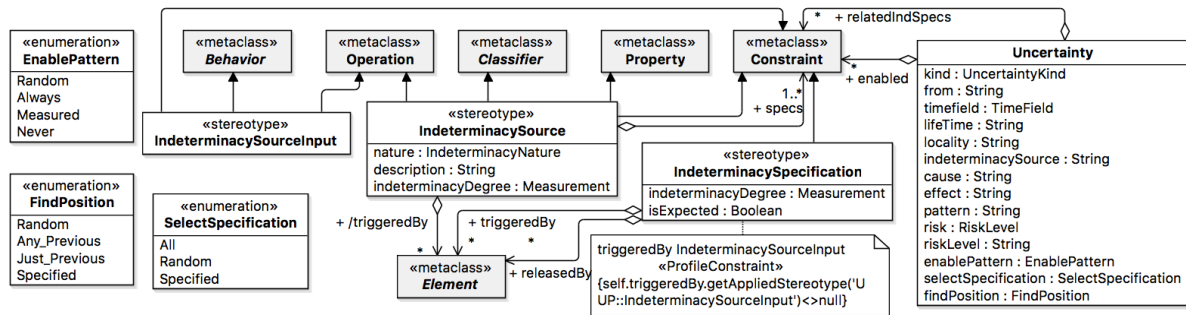 «enumeration»
EnablePattern
Random
Always
Measured
Never
«metaclass»
Behavior
«metaclass»
Operation
«metaclass»
Classifier
«metaclass»
Property
«metaclass»
Constraint
* + relatedIndSpecs
*
+ enabled
1..*
+ specs
Uncertainty
kind : UncertaintyKind
from : String
timefield : TimeField
lifeTime : String
locality : String
indeterminacySource : String
cause : String
effect : String
pattern : String
risk : RiskLevel
riskLevel : String
enablePattern : EnablePattern
selectSpecification : SelectSpecification
findPosition : FindPosition
«stereotype»
IndeterminacySourceInput
«stereotype»
IndeterminacySource
nature : IndeterminacyNature
description : String
indeterminacyDegree : Measurement
«stereotype»
IndeterminacySpecification
indeterminacyDegree : Measurement
isExpected : Boolean
«enumeration»
FindPosition
Random
Any_Previous
Just_Previous
Specified
«enumeration»
SelectSpecification
All
Random
Specified
+ /triggeredBy
*
+ triggeredBy
*
*
+ releasedBy
«metaclass»
Element
triggeredBy IndeterminacySourceInput
«ProfileConstraint»
{self.triggeredBy.getAppliedStereotype('U
UP::IndeterminacySourceInput')<>null}